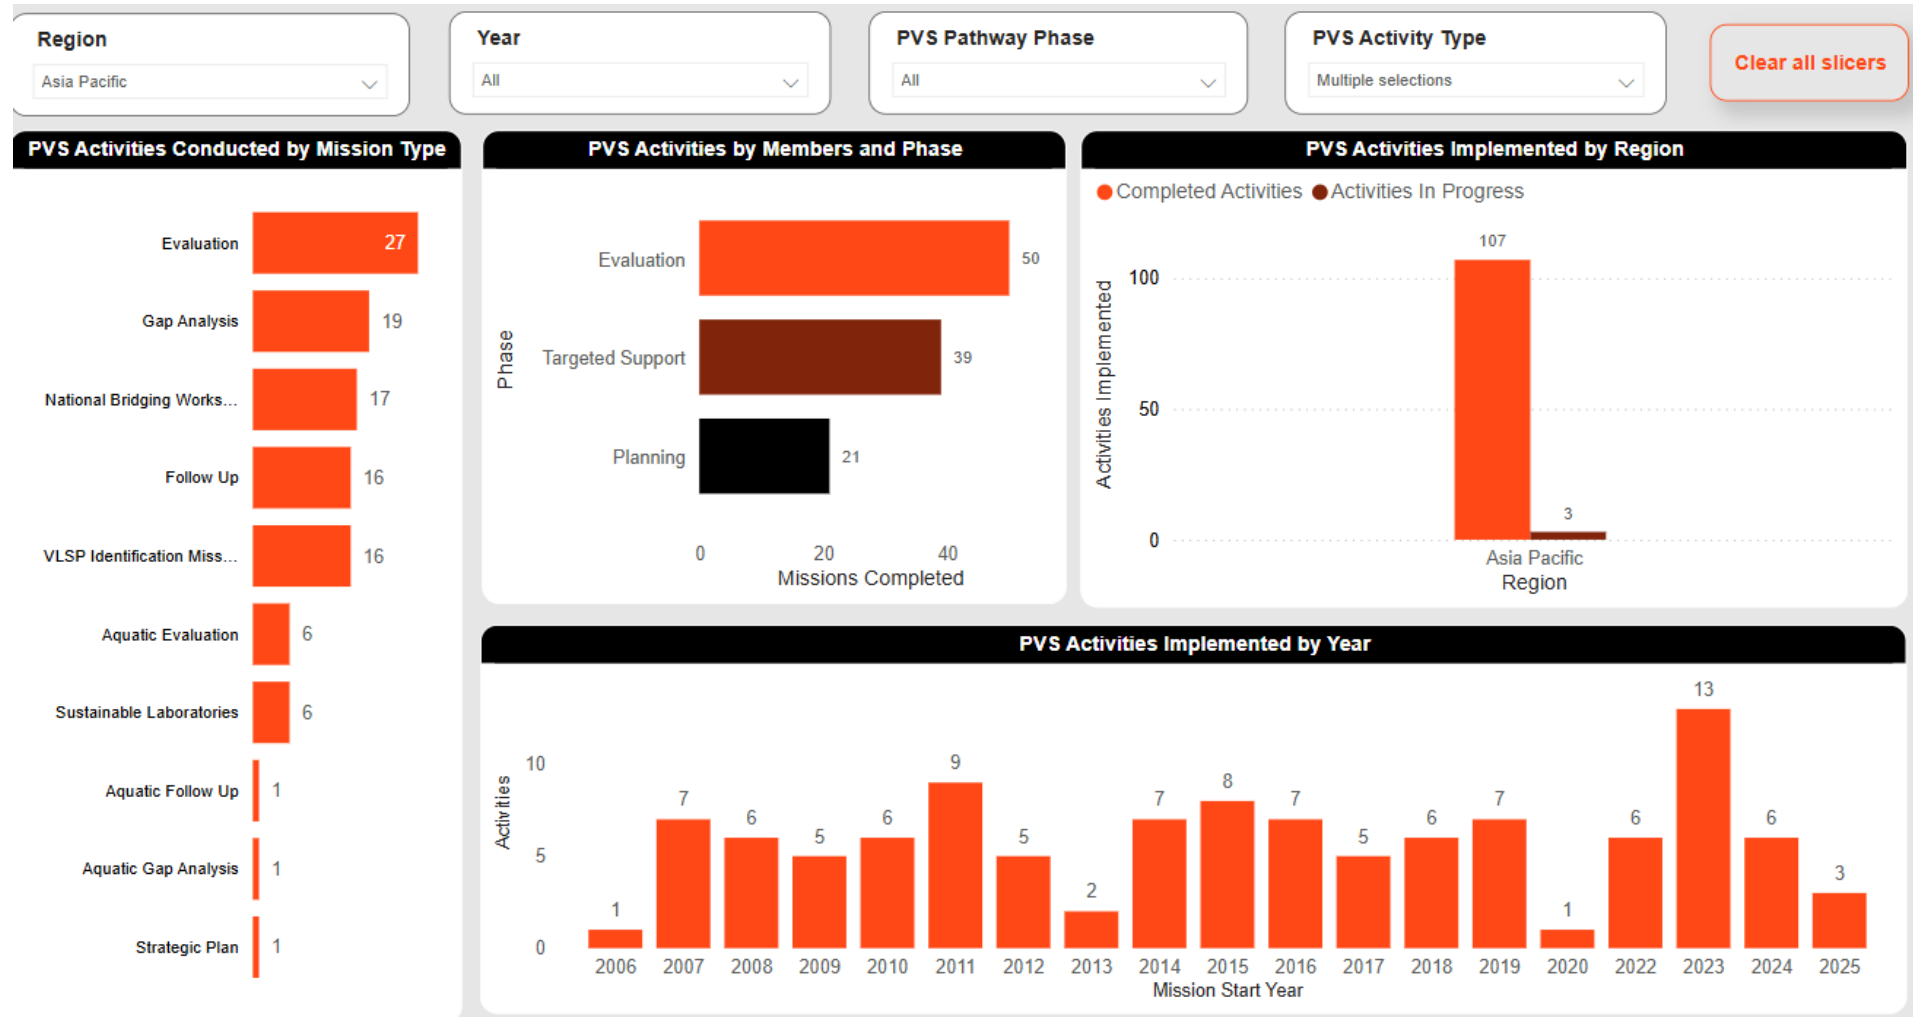 Region
Asia Pacific
Year
All
PVS Pathway Phase
All
PVS Activity Type
Multiple selections
Clear all slicers
PVS Activities Conducted by Mission Type
Evaluation 27
Gap Analysis 19
National Bridging Works... 17
Follow Up 16
VLSP Identification Miss... 16
Aquatic Evaluation 6
Sustainable Laboratories 6
Aquatic Follow Up 1
Aquatic Gap Analysis 1
Strategic Plan 1
PVS Activities by Members and Phase
Phase
Evaluation 50
Targeted Support 39
Planning 21
0 20 40
Missions Completed
PVS Activities Implemented by Region
Completed Activities Activities In Progress
Activities Implemented
107
100
50
3
0
Asia Pacific
Region
PVS Activities Implemented by Year
Activities
10
5
0
1 7 6 5 6 9 5 2 7 8 7 5 6 7 1 6 13 6 3
2006 2007 2008 2009 2010 2011 2012 2013 2014 2015 2016 2017 2018 2019 2020 2022 2023 2024 2025
Mission Start Year